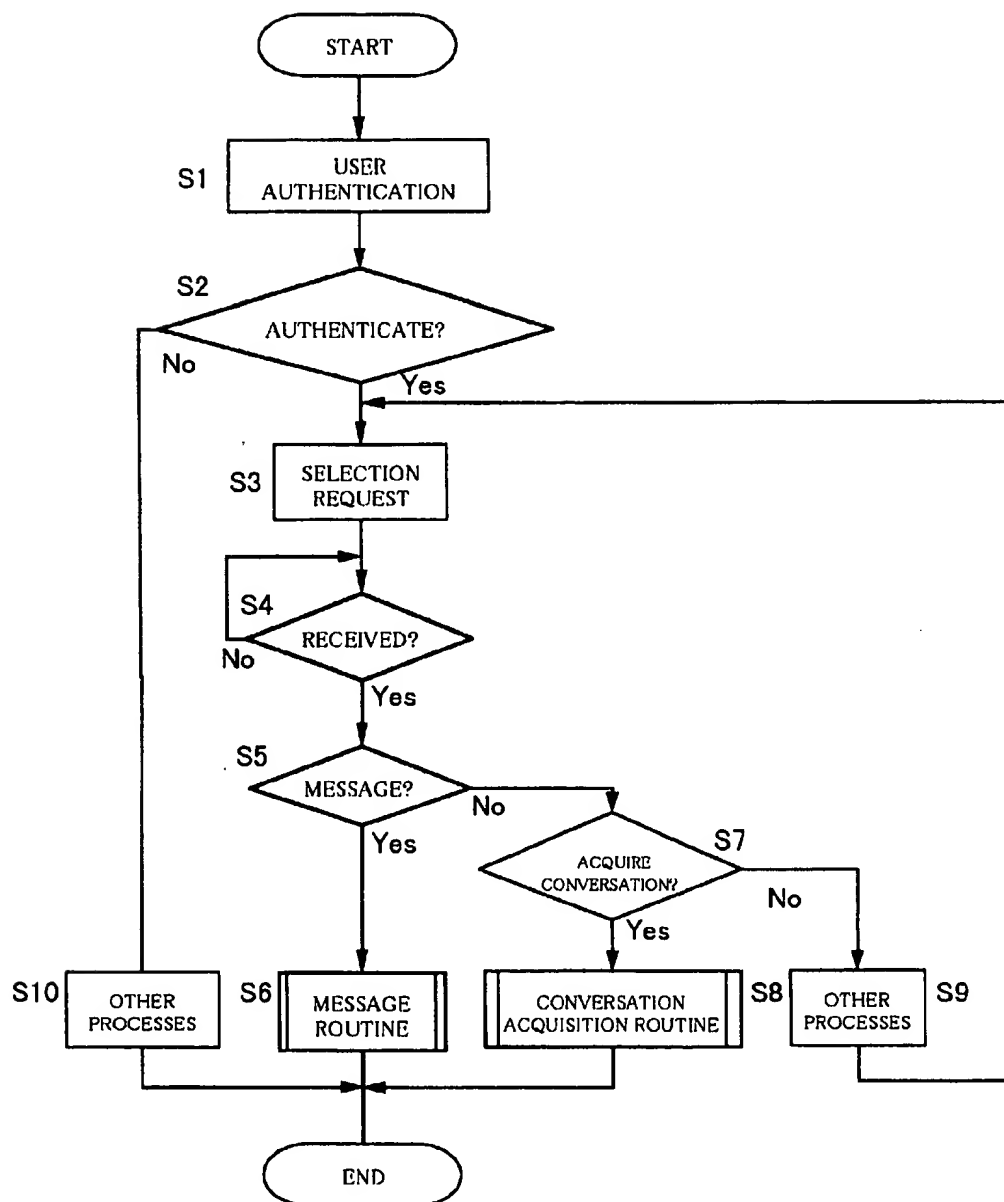 START
S1
USER
AUTHENTICATION
S2
AUTHENTICATE?
No
Yes
S3
SELECTION
REQUEST
S4
RECEIVED?
No
Yes
S5
MESSAGE?
No
Yes
S7
ACQUIRE
CONVERSATION?
No
Yes
S10
OTHER
PROCESSES
S6
MESSAGE
ROUTINE
CONVERSATION
ACQUISITION ROUTINE
S8
OTHER
PROCESSES
S9
END